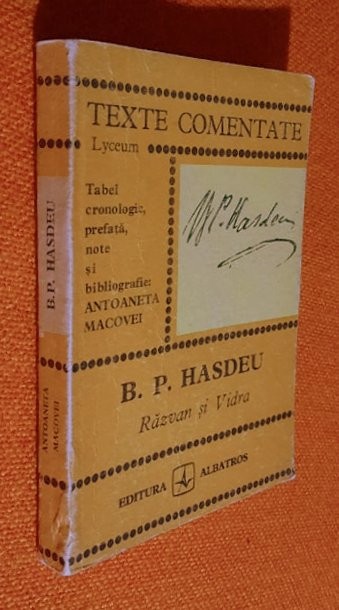 TEXTE COMENTATE
Lyceum
Tabel
cronologic,
prefață,
note
și
bibliografie:
ANTOANETA
MACOVEI
B.P. Hasdeu
B. P. HASDEU
Răzvan și Vidra
EDITURA ALBATROS
B.P. HASDEU
ANTOANETA
MACOVEI